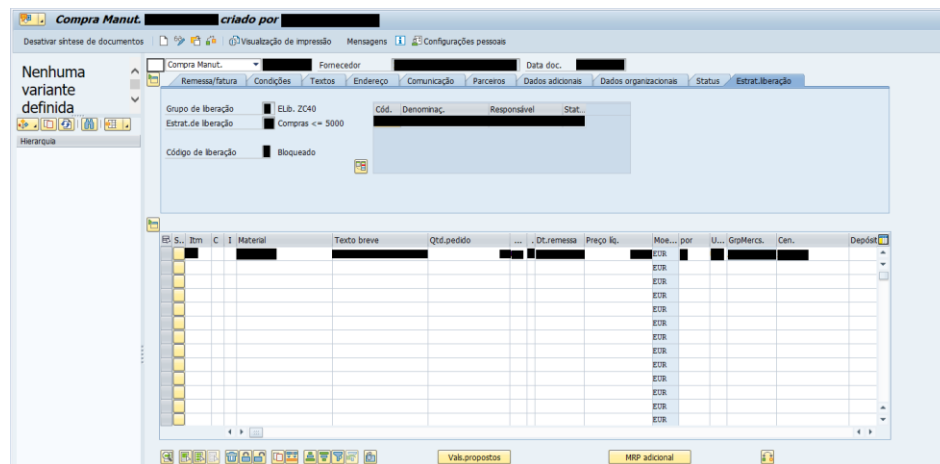 Compra Manut. criado por
Desativar síntese de documentos Visualização de impressão Mensagens Configurações pessoais
Nenhuma variante definida
Hierarquia
Compra Manut. Fornecedor Data doc.
Remessa/fatura Condições Textos Endereço Comunicação Parceiros Dados adicionais Dados organizacionais Status Estrat.liberação
Grupo de liberação ELib. ZC40 Cód. Denominaç. Responsável Stat...
Estrat.de liberação Compras <= 5000
Código de liberação Bloqueado
S.. Itm C I Material Texto breve Qtd.pedido ... . Dt.remessa Preço líq. Moe... por U... GrpMercs. Cen. Depóst
EUR
EUR
EUR
EUR
EUR
EUR
EUR
EUR
EUR
EUR
EUR
EUR
EUR
Vals.propostos MRP adicional